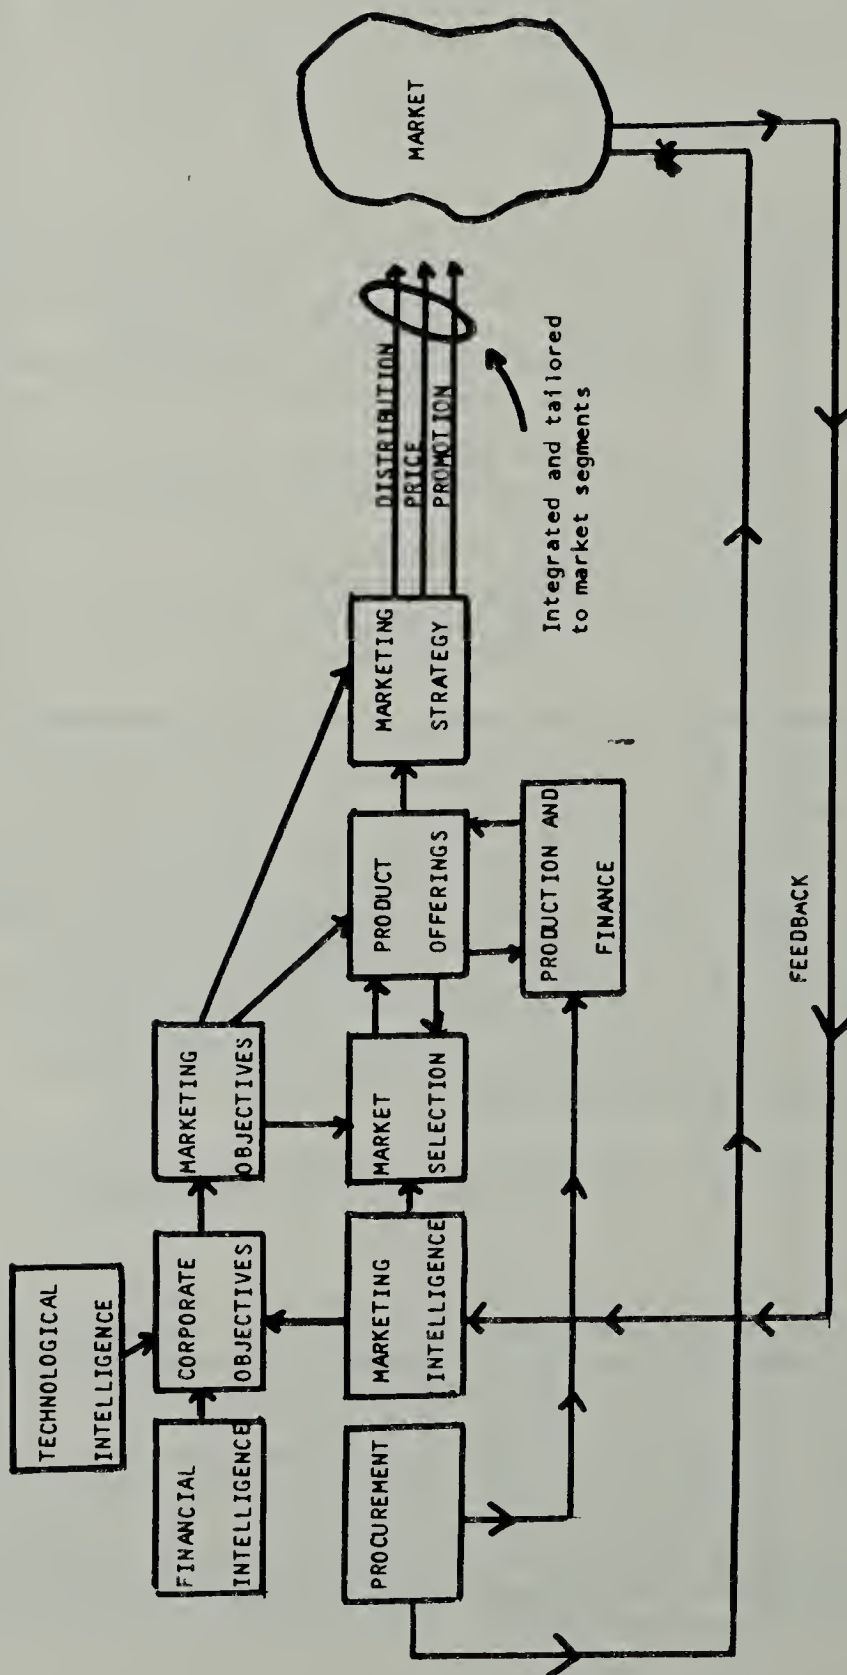 TECHNOLOGICAL
INTELLIGENCE
FINANCIAL
INTELLIGENCE
CORPORATE
OBJECTIVES
MARKETING
OBJECTIVES
PROCUREMENT
MARKETING
INTELLIGENCE
MARKET
SELECTION
PRODUCT
OFFERINGS
MARKETING
STRATEGY
DISTRIBUTION
PRICE
PROMOTION
MARKET
Integrated and tailored
to market segments
PRODUCTION AND
FINANCE
FEEDBACK